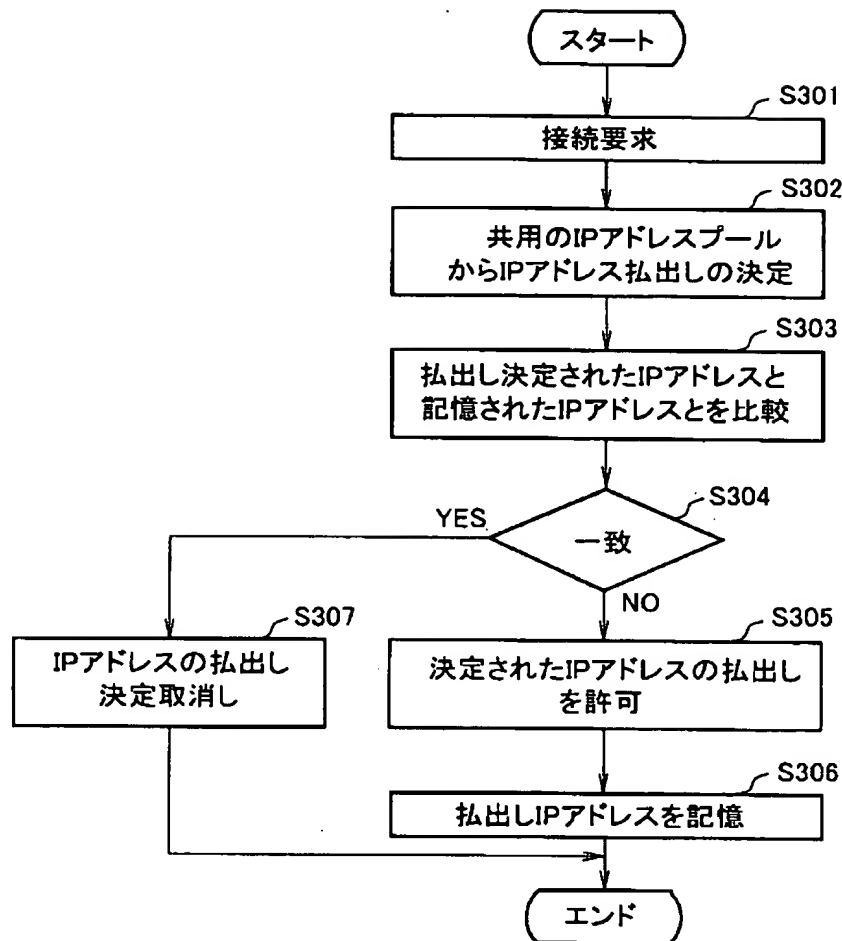 スタート
S301
接続要求
S302
共用のIPアドレスプール
からIPアドレス払出しの決定
S303
払出し決定されたIPアドレスと
記憶されたIPアドレスとを比較
S304
YES
一致
NO
S307
IPアドレスの払出し
決定取消し
S305
決定されたIPアドレスの払出し
を許可
S306
払出しIPアドレスを記憶
エンド